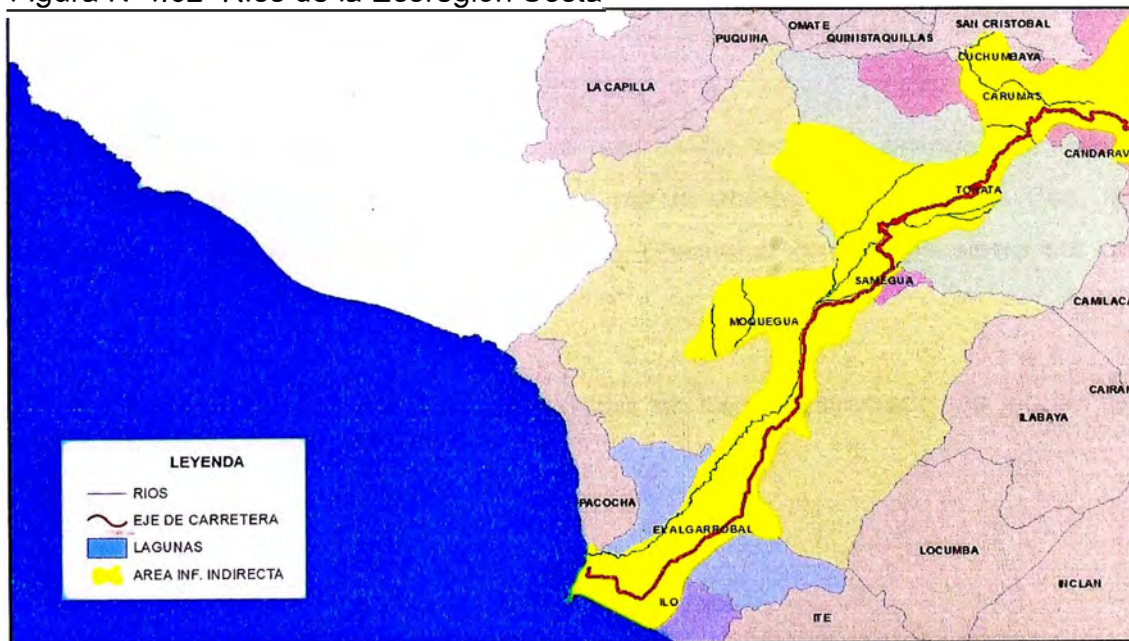 Figura N°4.02 Ríos de la Ecoregión Costa
SAN CRISTOBAL
OMATE
PUQUINA
QUINISTAQUILLAS
CUCHUMBAYA
LA CAPILLA
CARUMAS
CANDARAV
TORATA
SAMEGUA
CAMILACA
MOQUEGUA
CAIRAN
ILABAYA
LEYENDA
RIOS
EJE DE CARRETERA
LAGUNAS
AREA INF. INDIRECTA
PACOCHA
EL ALGARROBAL
LOCUMBA
INCLAN
ILO
ITE